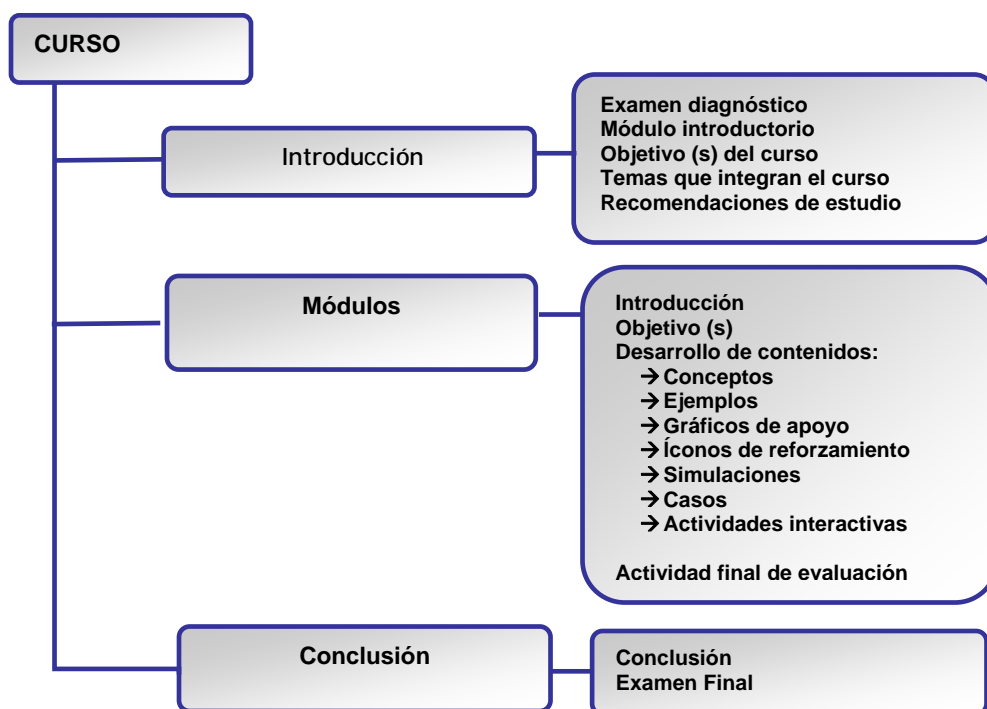 CURSO
Introducción
Examen diagnóstico
Módulo introductorio
Objetivo (s) del curso
Temas que integran el curso
Recomendaciones de estudio
Módulos
Introducción
Objetivo (s)
Desarrollo de contenidos:
→ Conceptos
→ Ejemplos
→ Gráficos de apoyo
→ Íconos de reforzamiento
→ Simulaciones
→ Casos
→ Actividades interactivas
Actividad final de evaluación
Conclusión
Conclusión
Examen Final